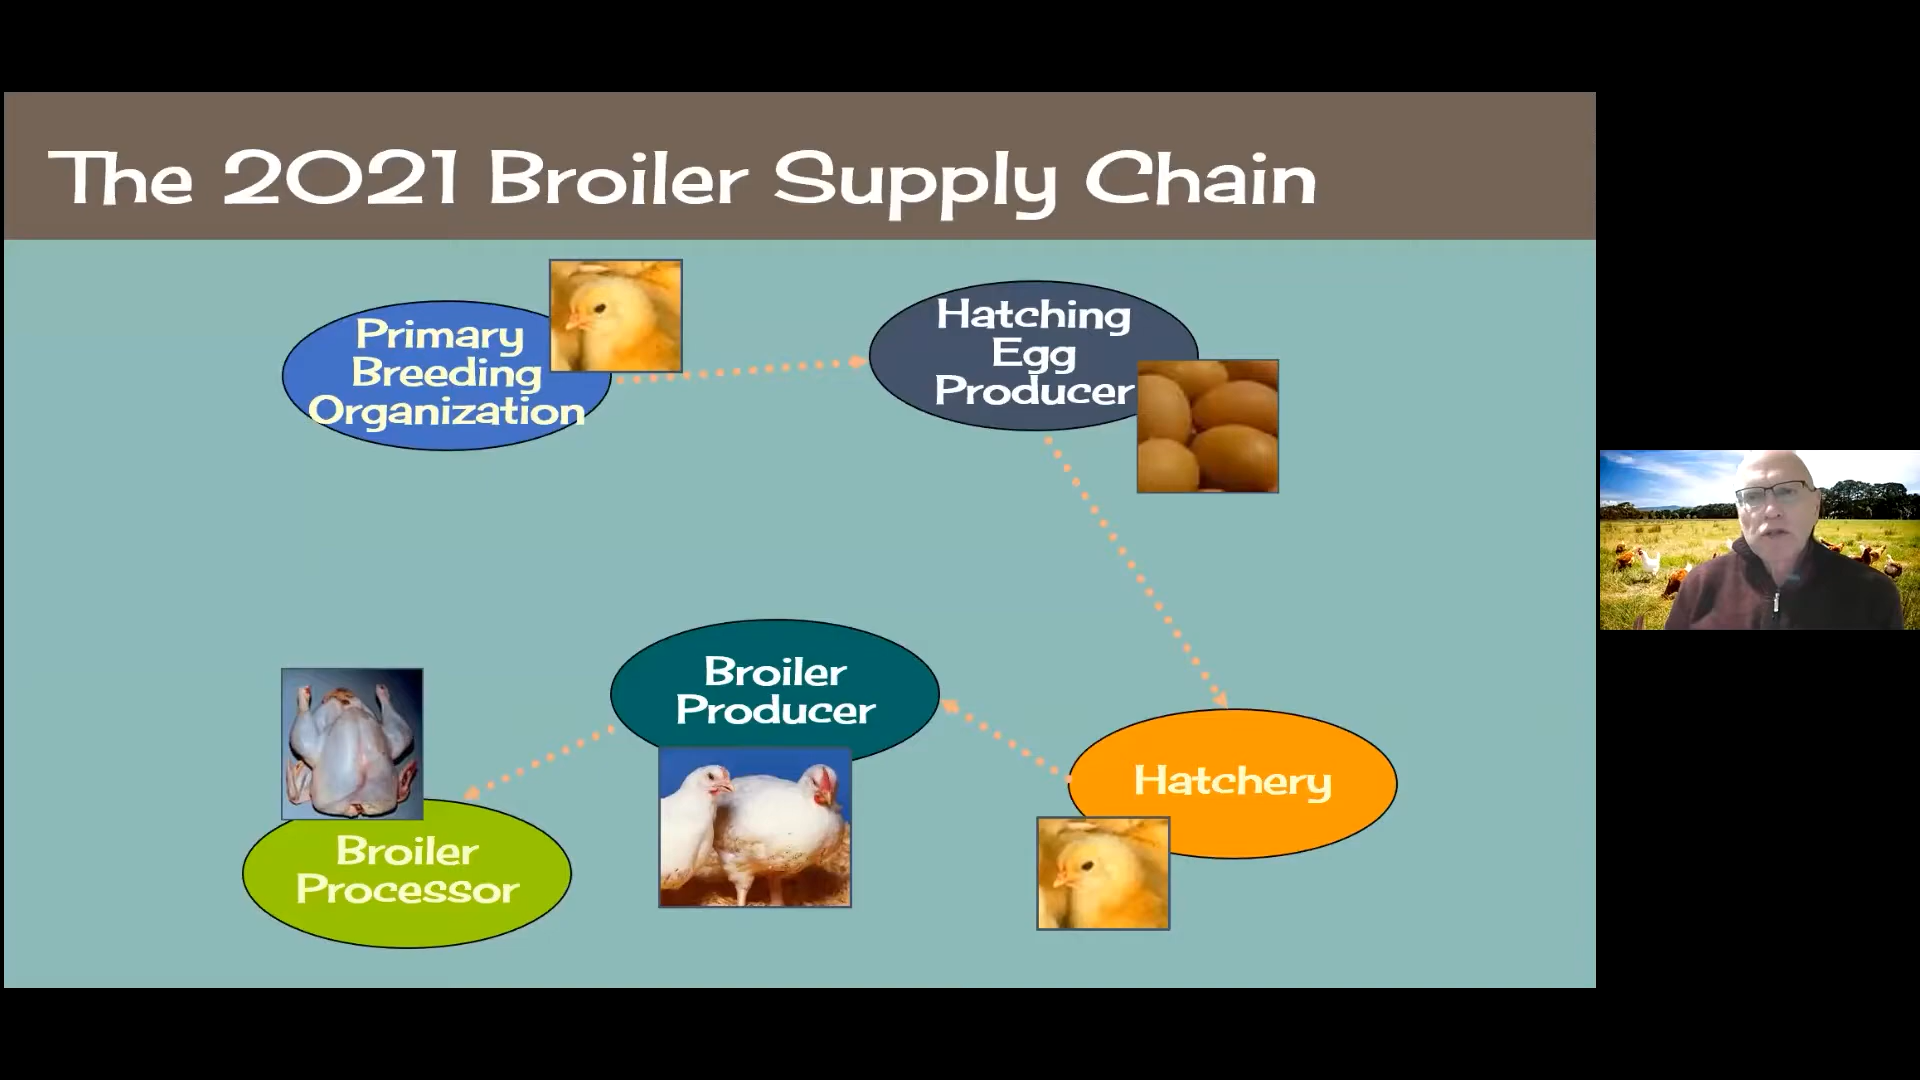 The 2021 Broiler Supply Chain
Primary
Breeding
Organization
Hatching
Egg
Producer
Broiler
Producer
Hatchery
Broiler
Processor